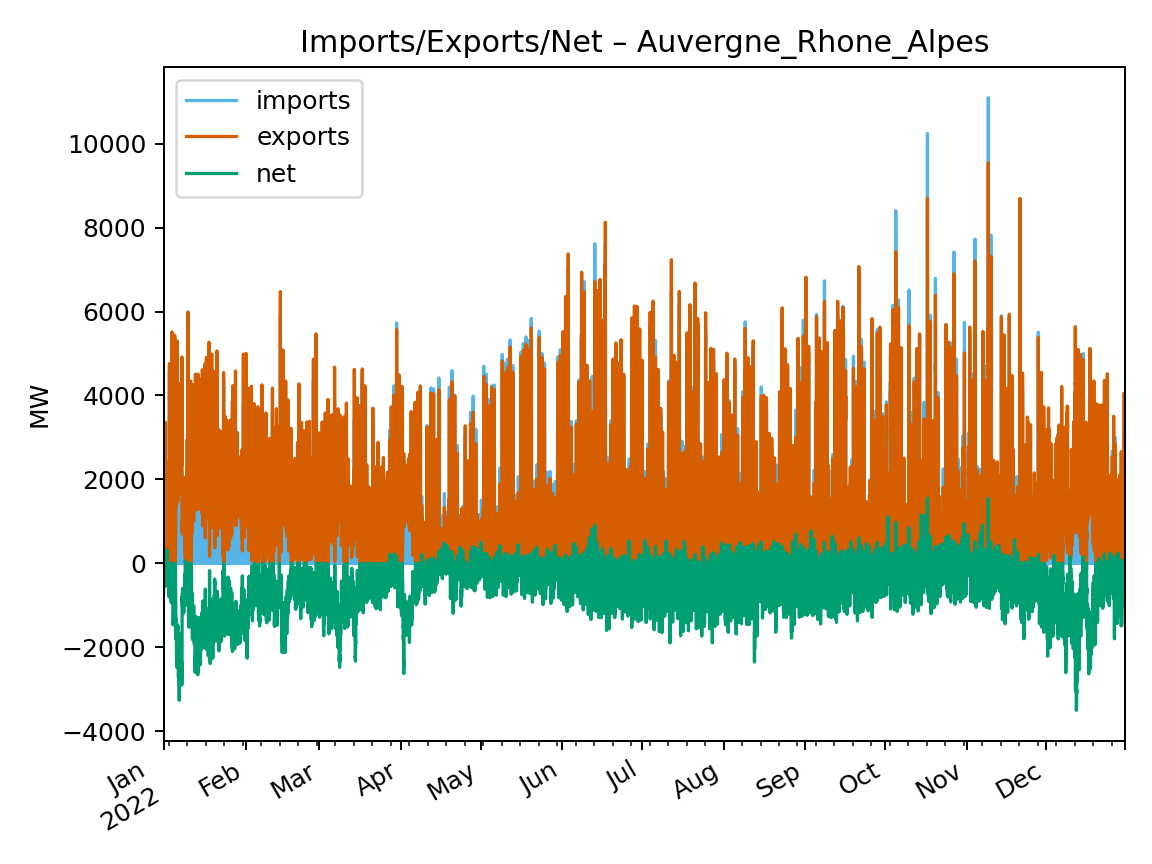 Imports/Exports/Net – Auvergne_Rhone_Alpes
imports
exports
net
MW
10000
8000
6000
4000
2000
0
−2000
−4000
Jan
2022
Feb
Mar
Apr
May
Jun
Jul
Aug
Sep
Oct
Nov
Dec